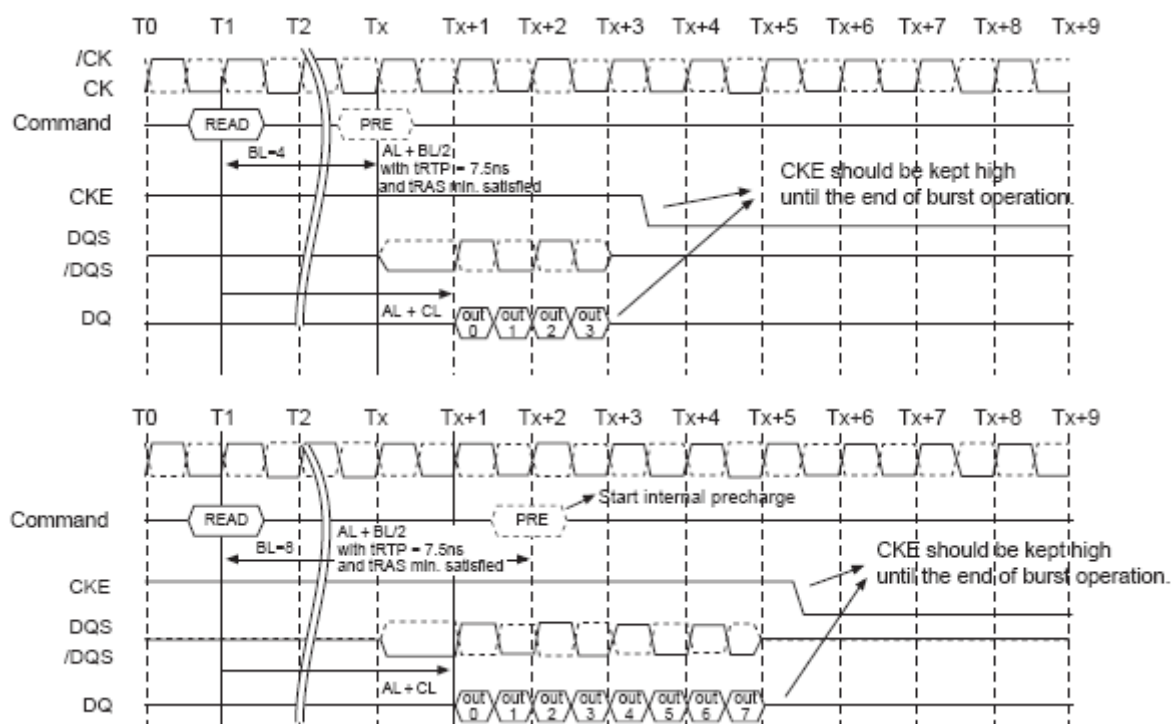 T0 T1 T2 Tx Tx+1 Tx+2 Tx+3 Tx+4 Tx+5 Tx+6 Tx+7 Tx+8 Tx+9
/CK
CK
Command READ PRE
BL=4 AL + BL/2
with tRTP = 7.5ns
and tRAS min. satisfied
CKE should be kept high
until the end of burst operation.
CKE
DQS
/DQS
AL + CL
DQ out 0 out 1 out 2 out 3
T0 T1 T2 Tx Tx+1 Tx+2 Tx+3 Tx+4 Tx+5 Tx+6 Tx+7 Tx+8 Tx+9
Start internal precharge
Command READ PRE
BL=8 AL + BL/2
with tRTP = 7.5ns
and tRAS min. satisfied
CKE should be kept high
until the end of burst operation.
CKE
DQS
/DQS
AL + CL
DQ out 0 out 1 out 2 out 3 out 4 out 5 out 6 out 7